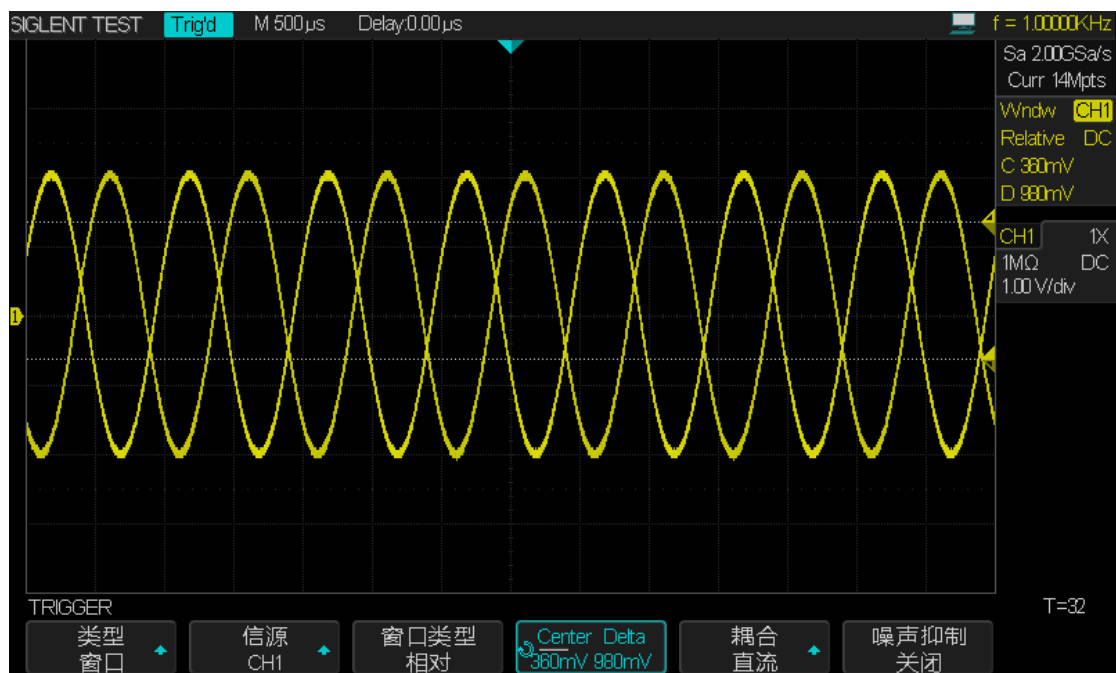 SIGLENT TEST Trig'd M 500μs Delay:0.00μs f = 1.00000KHz
Sa 2.00GSa/s
Curr 14Mpts
Wndw CH1
Relative DC
C 360mV
D 980mV
CH1 1X
1MΩ DC
1.00 V/div
1
TRIGGER T=32
类型 信源 窗口类型 Center Delta 耦合 噪声抑制
窗口 CH1 相对 360mV 980mV 直流 关闭